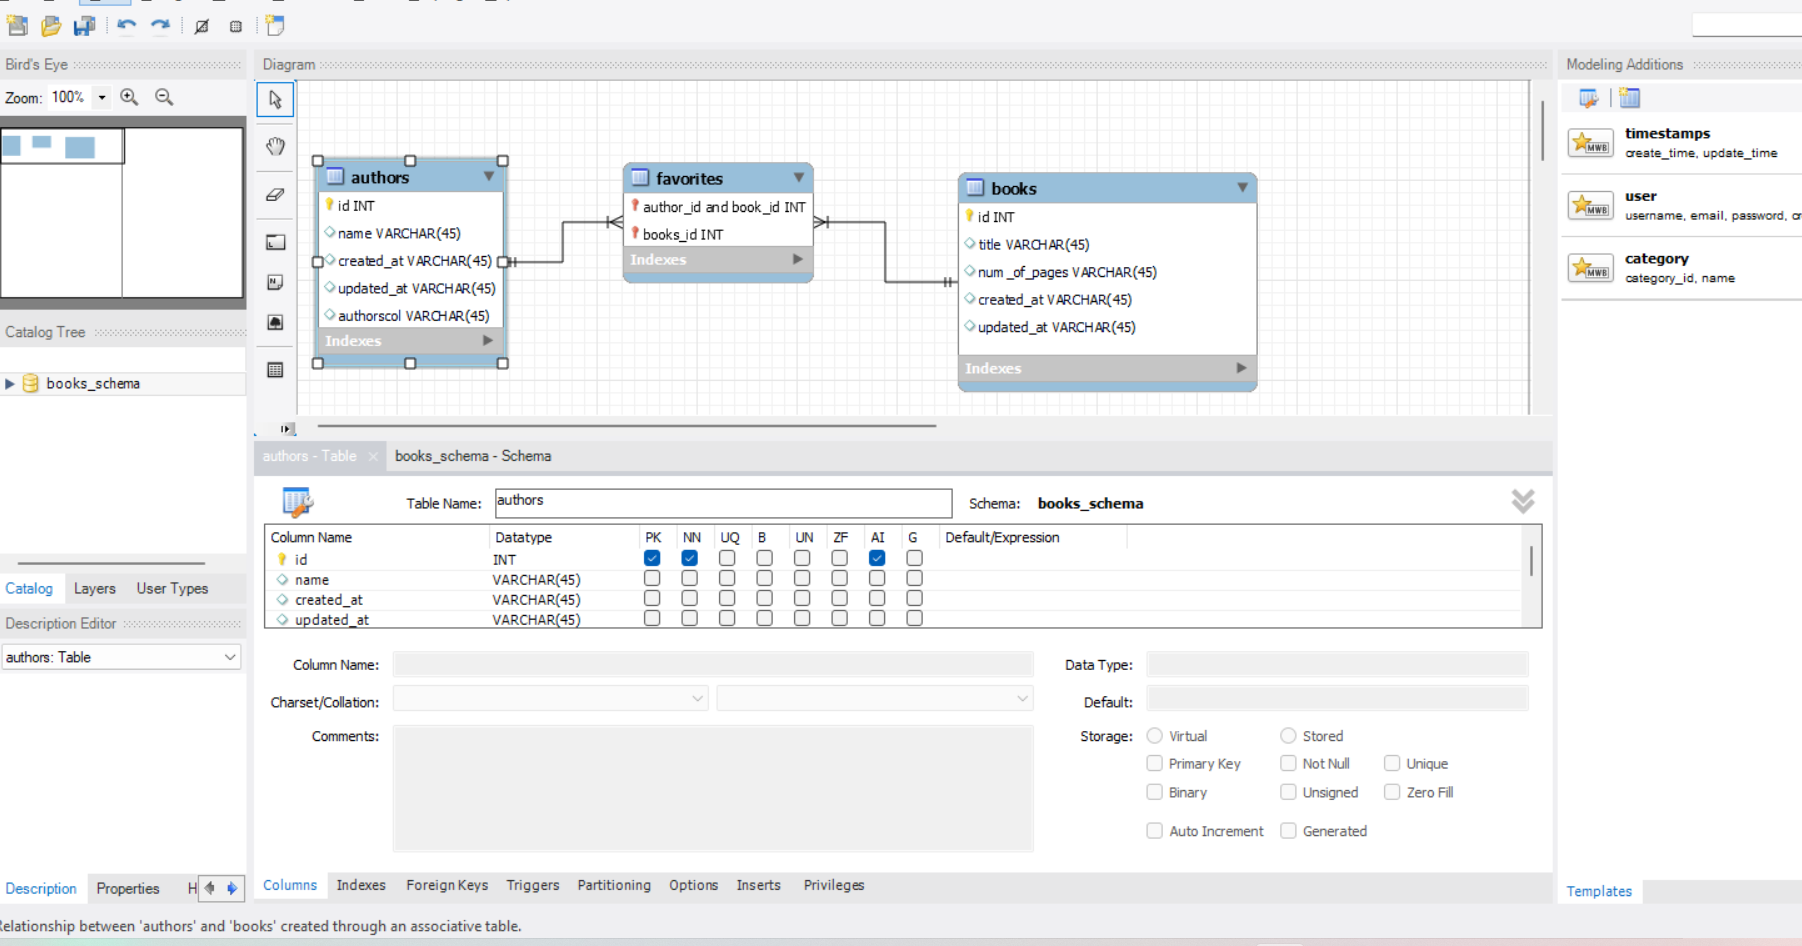 Bird's Eye
Diagram
Modeling Additions
Zoom: 100%
timestamps
create_time, update_time
user
username, email, password, cr
category
category_id, name
authors
id INT
name VARCHAR(45)
created_at VARCHAR(45)
updated_at VARCHAR(45)
authorscol VARCHAR(45)
Indexes
favorites
author_id and book_id INT
books_id INT
Indexes
books
id INT
title VARCHAR(45)
num _of_pages VARCHAR(45)
created_at VARCHAR(45)
updated_at VARCHAR(45)
Indexes
Catalog Tree
books_schema
Catalog Layers User Types
Description Editor
authors: Table
Description Properties H
authors - Table books_schema - Schema
Table Name: authors Schema: books_schema
Column Name Datatype PK NN UQ B UN ZF AI G Default/Expression
id INT
name VARCHAR(45)
created_at VARCHAR(45)
updated_at VARCHAR(45)
Column Name: Data Type:
Charset/Collation: Default:
Comments: Storage: Virtual Stored
Primary Key Not Null Unique
Binary Unsigned Zero Fill
Auto Increment Generated
Columns Indexes Foreign Keys Triggers Partitioning Options Inserts Privileges
Templates
Relationship between 'authors' and 'books' created through an associative table.